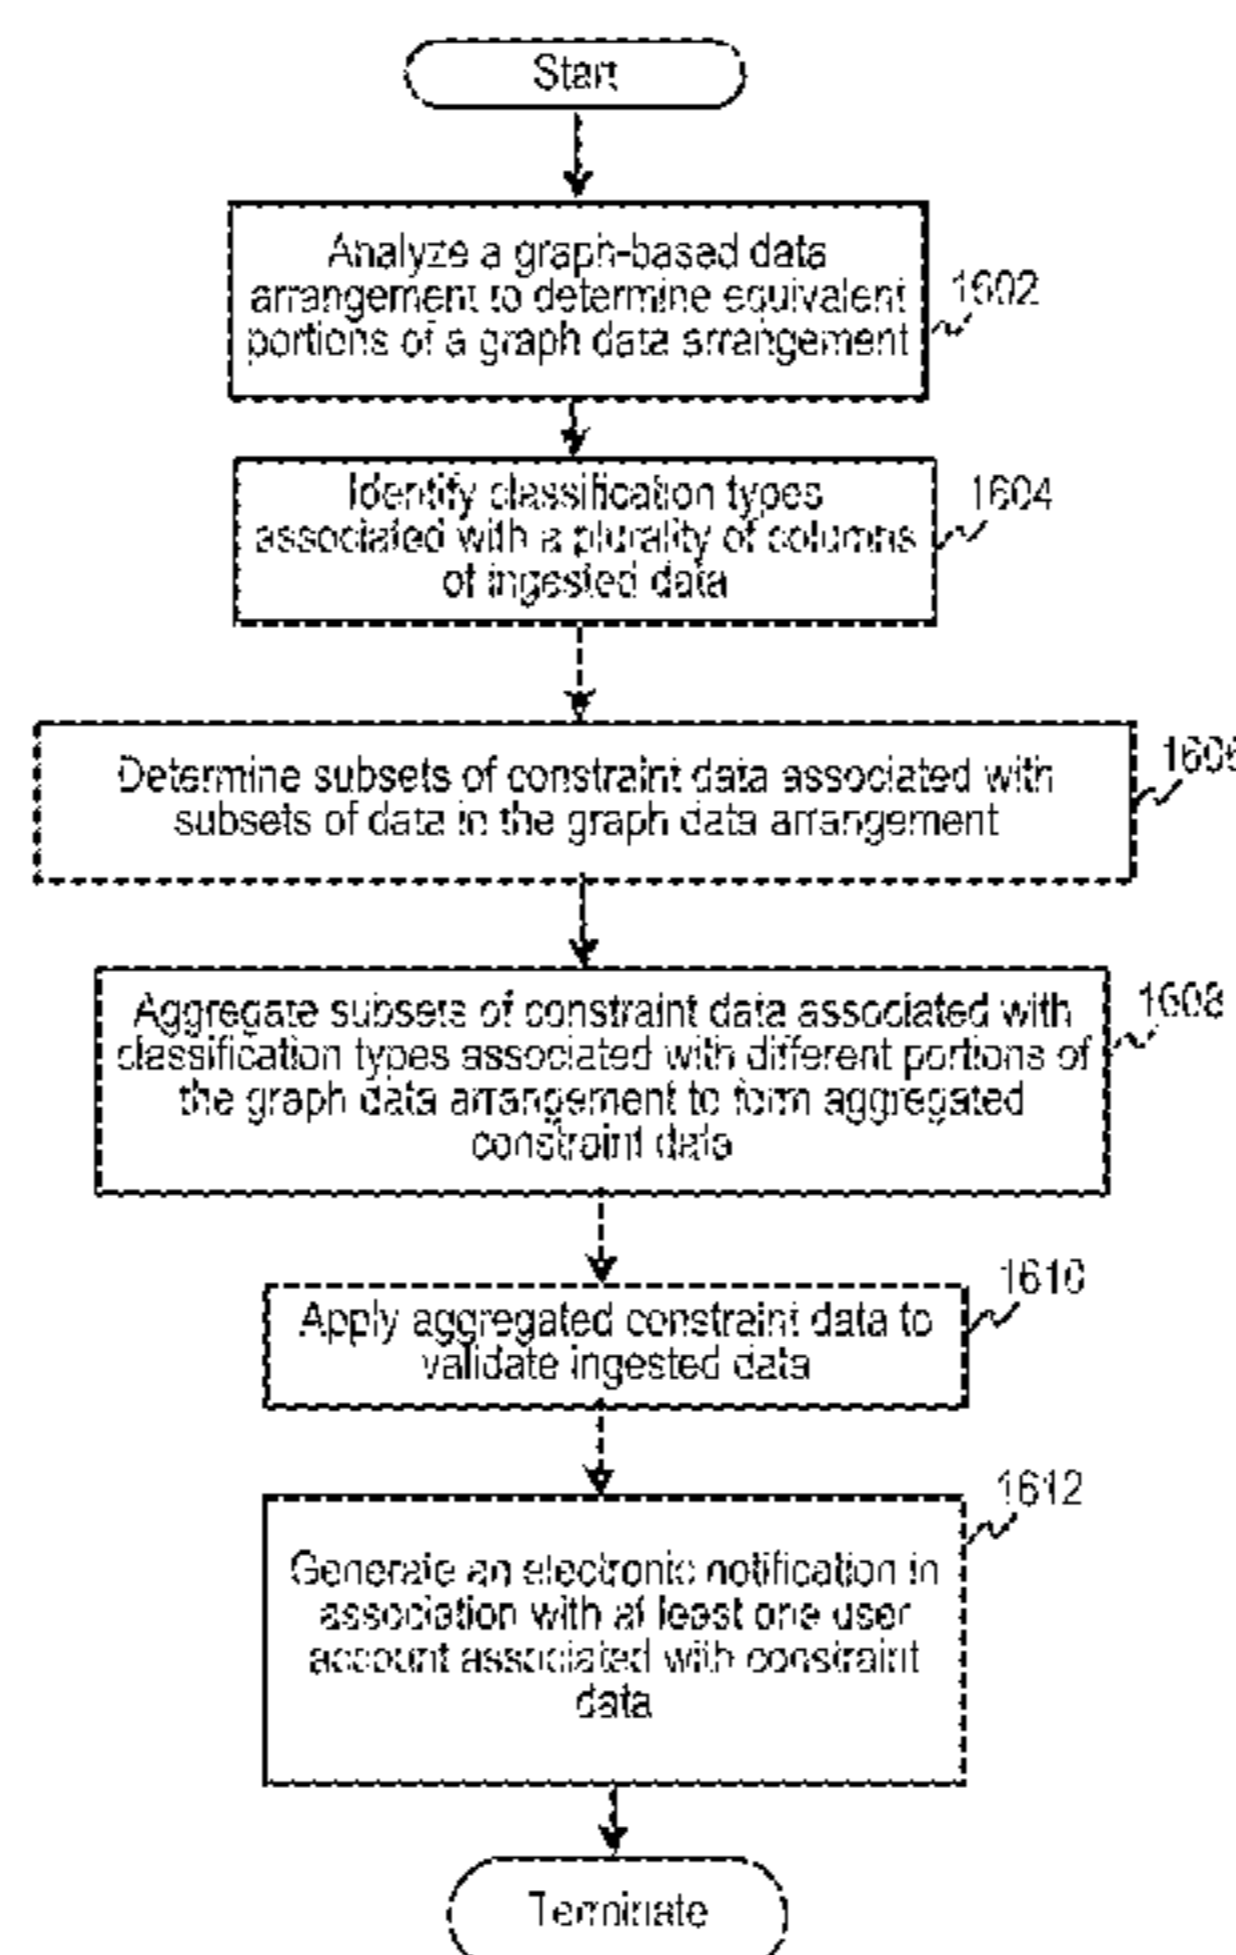 Start
Analyze a graph-based data
arrangement to determine equivalent
portions of a graph data arrangement
1602
Identify classification types
associated with a plurality of columns
of ingested data
1604
Determine subsets of constraint data associated with
subsets of data in the graph data arrangement
1606
Aggregate subsets of constraint data associated with
classification types associated with different portions of
the graph data arrangement to form aggregated
constraint data
1608
Apply aggregated constraint data to
validate ingested data
1610
Generate an electronic notification in
association with at least one user
account associated with constraint
data
1612
Terminate